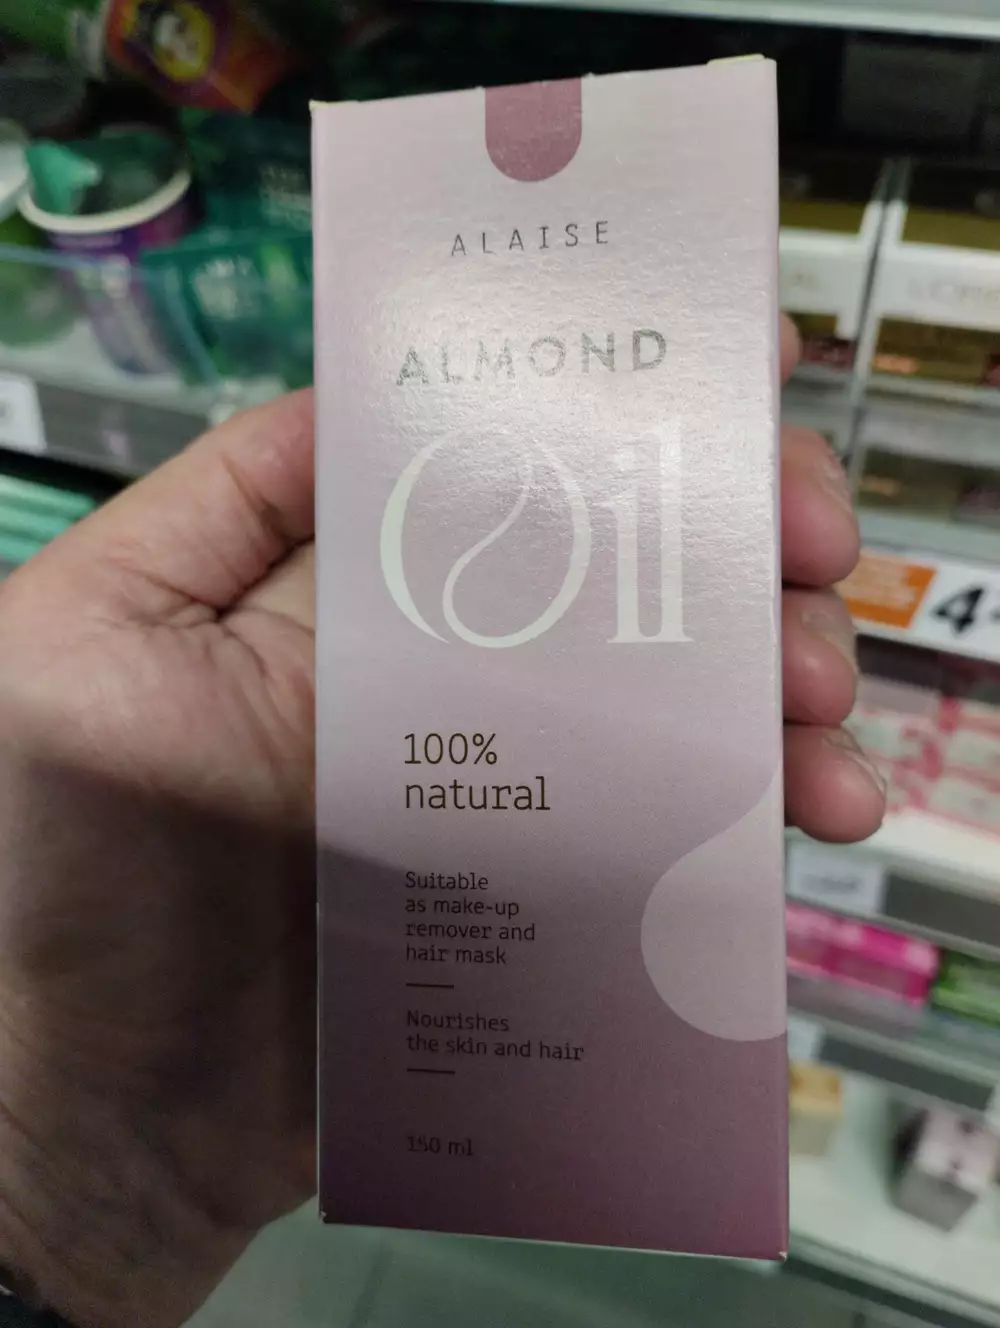 ALAISE
ALMOND
Oil
100%
natural
Suitable
as make-up
remover and
hair mask
Nourishes
the skin and hair
150 ml
4